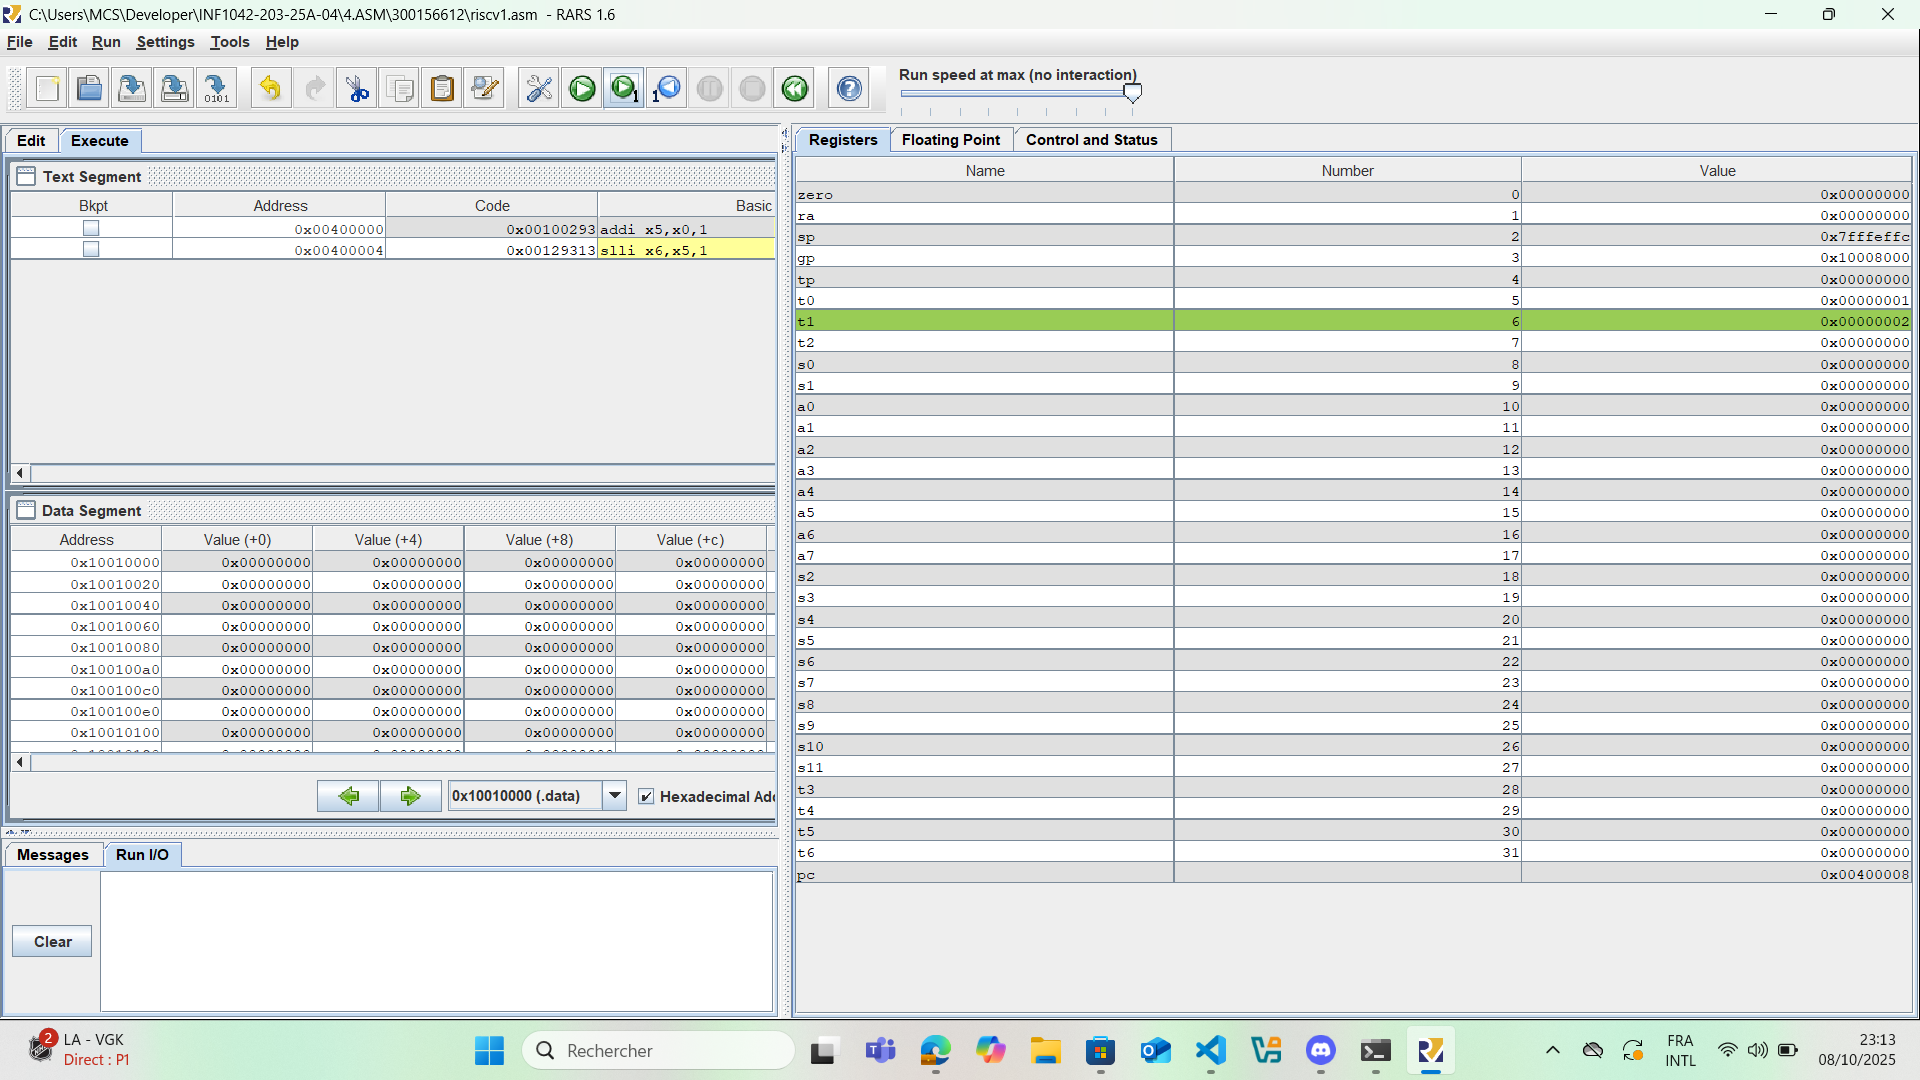 C:\Users\MCS\Developer\INF1042-203-25A-04\4.ASM\300156612\riscv1.asm - RARS 1.6
File Edit Run Settings Tools Help
0101
1
1
Run speed at max (no interaction)
Edit Execute
Text Segment
Bkpt Address Code Basic
0x00400000 0x00100293 addi x5,x0,1
0x00400004 0x00129313 slli x6,x5,1
Data Segment
Address Value (+0) Value (+4) Value (+8) Value (+c)
0x10010000 0x00000000 0x00000000 0x00000000 0x00000000
0x10010020 0x00000000 0x00000000 0x00000000 0x00000000
0x10010040 0x00000000 0x00000000 0x00000000 0x00000000
0x10010060 0x00000000 0x00000000 0x00000000 0x00000000
0x10010080 0x00000000 0x00000000 0x00000000 0x00000000
0x100100a0 0x00000000 0x00000000 0x00000000 0x00000000
0x100100c0 0x00000000 0x00000000 0x00000000 0x00000000
0x100100e0 0x00000000 0x00000000 0x00000000 0x00000000
0x10010100 0x00000000 0x00000000 0x00000000 0x00000000
0x10010000 (.data) Hexadecimal
Messages Run I/O
Clear
Registers Floating Point Control and Status
Name Number Value
zero 0 0x00000000
ra 1 0x00000000
sp 2 0x7fffeffc
gp 3 0x10008000
tp 4 0x00000000
t0 5 0x00000001
t1 6 0x00000002
t2 7 0x00000000
s0 8 0x00000000
s1 9 0x00000000
a0 10 0x00000000
a1 11 0x00000000
a2 12 0x00000000
a3 13 0x00000000
a4 14 0x00000000
a5 15 0x00000000
a6 16 0x00000000
a7 17 0x00000000
s2 18 0x00000000
s3 19 0x00000000
s4 20 0x00000000
s5 21 0x00000000
s6 22 0x00000000
s7 23 0x00000000
s8 24 0x00000000
s9 25 0x00000000
s10 26 0x00000000
s11 27 0x00000000
t3 28 0x00000000
t4 29 0x00000000
t5 30 0x00000000
t6 31 0x00000000
pc 0x00400008
2
LA - VGK
Direct : P1
Rechercher
FRA
INTL
23:13
08/10/2025